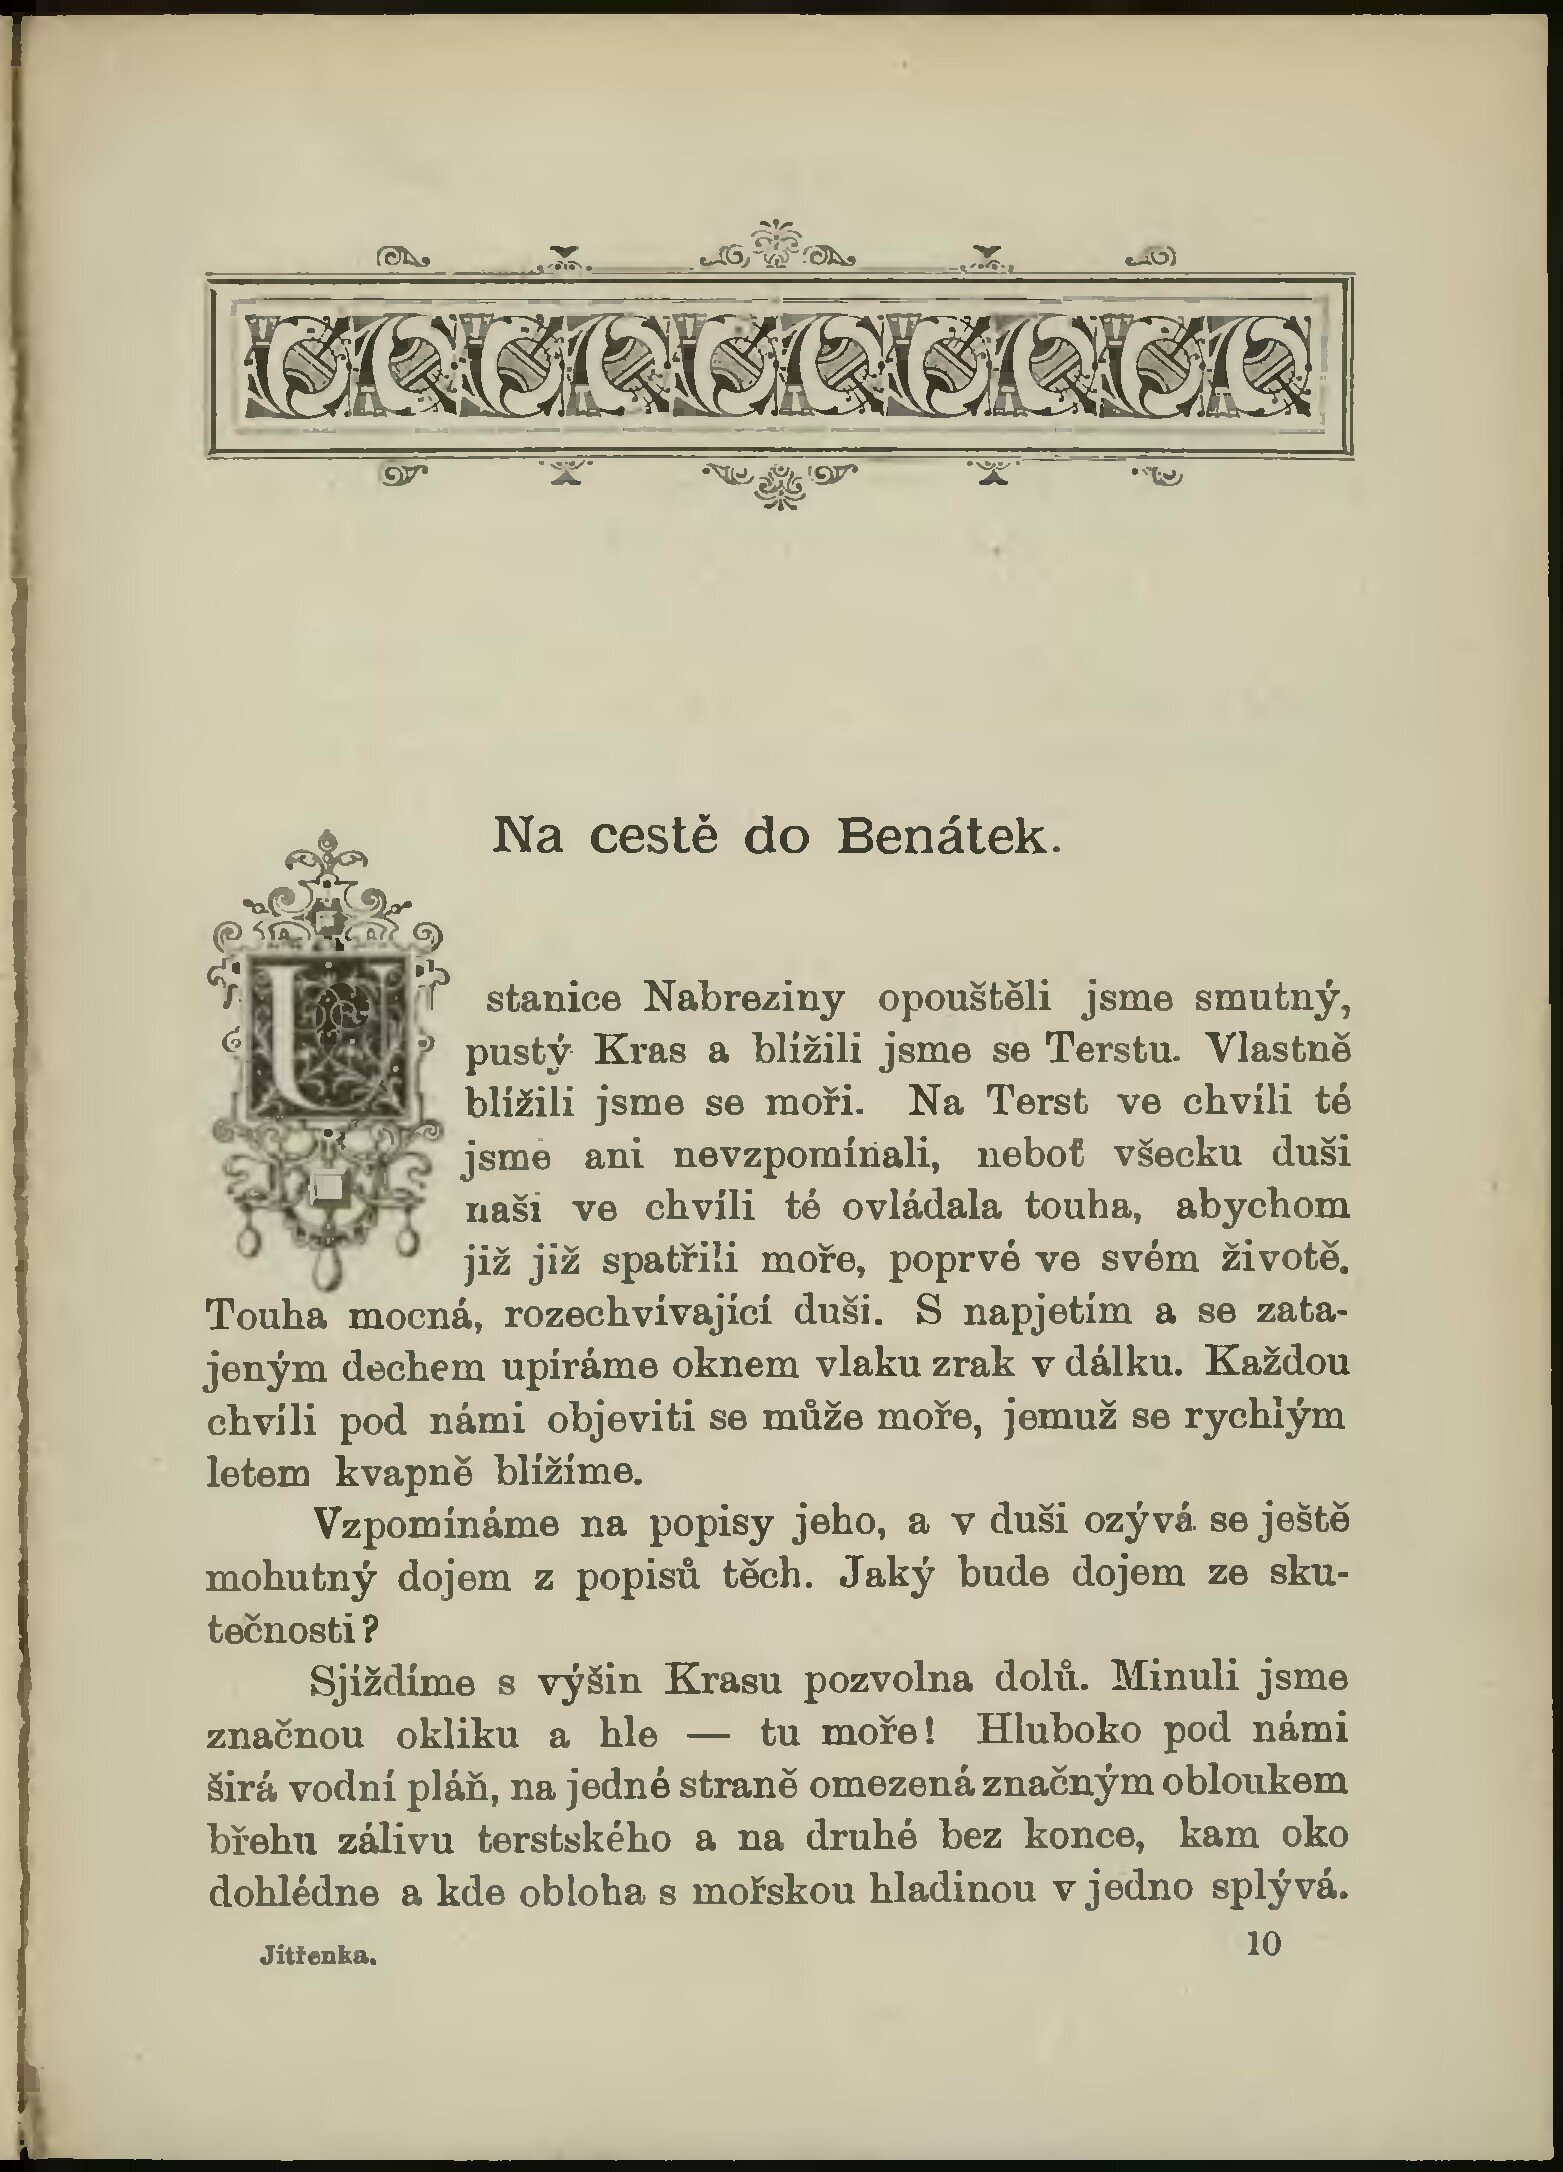 Na cestě do Benátek.
U stanice Nabreziny opouštěli jsme smutný,
pustý Kras a blížili jsme se Terstu. Vlastně
blížili jsme se moři. Na Terst ve chvíli té
jsme ani nevzpomínali, neboť všecku duši
naši ve chvíli té ovládala touha, abychom
již již spatřili moře, poprvé ve svém životě.
Touha mocná, rozechvívající duši. S napjetím a se zata-
jeným dechem upíráme oknem vlaku zrak v dálku. Každou
chvíli pod námi objeviti se může moře, jemuž se rychlým
letem kvapně blížíme.
Vzpomínáme na popisy jeho, a v duši ozývá se ještě
mohutný dojem z popisů těch. Jaký bude dojem ze sku-
tečnosti?
Sjíždíme s výšin Krasu pozvolna dolů. Minuli jsme
značnou okliku a hle — tu moře! Hluboko pod námi
širá vodní pláň, na jedné straně omezená značným obloukem
břehu zálivu terstského a na druhé bez konce, kam oko
dohlédne a kde obloha s mořskou hladinou v jedno splývá.
Jitřenka. 10